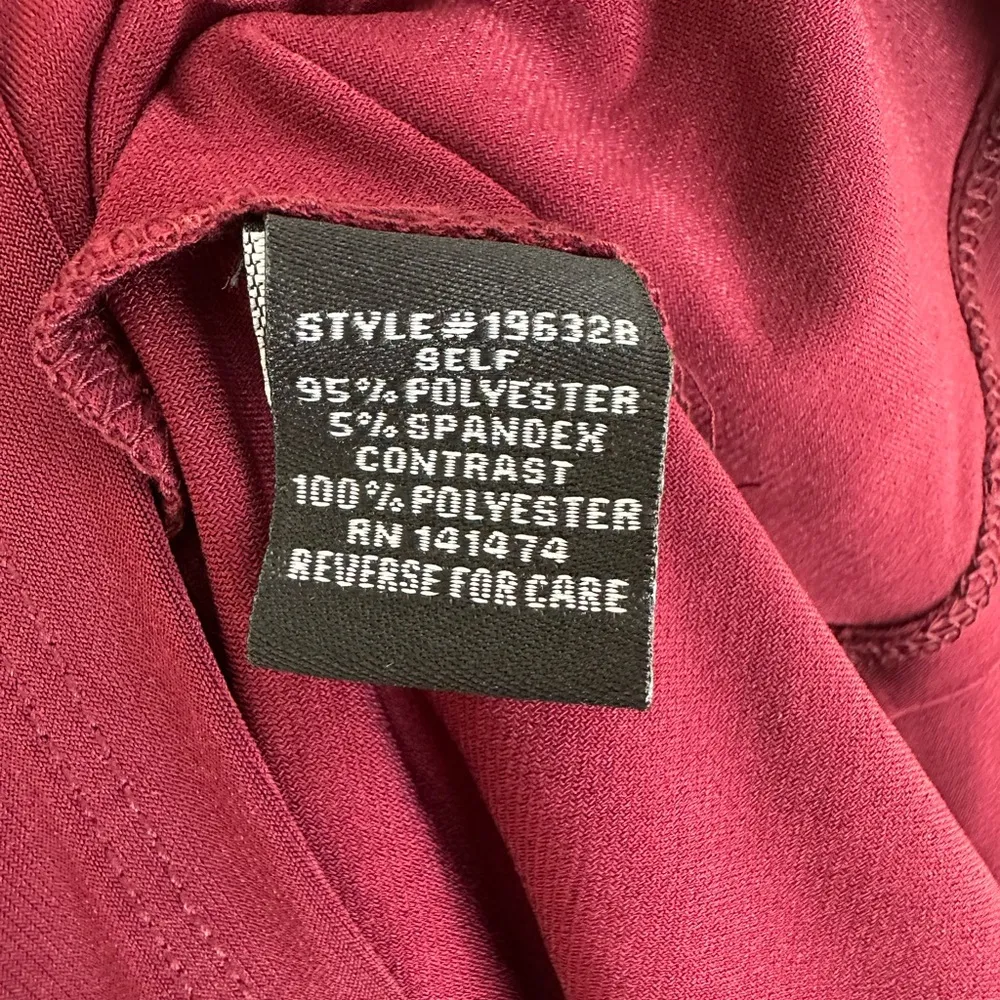 STYLE#19632B
SELF
95%POLYESTER
5%SPANDEX
CONTRAST
100%POLYESTER
RN 141474
REVERSE FOR CARE